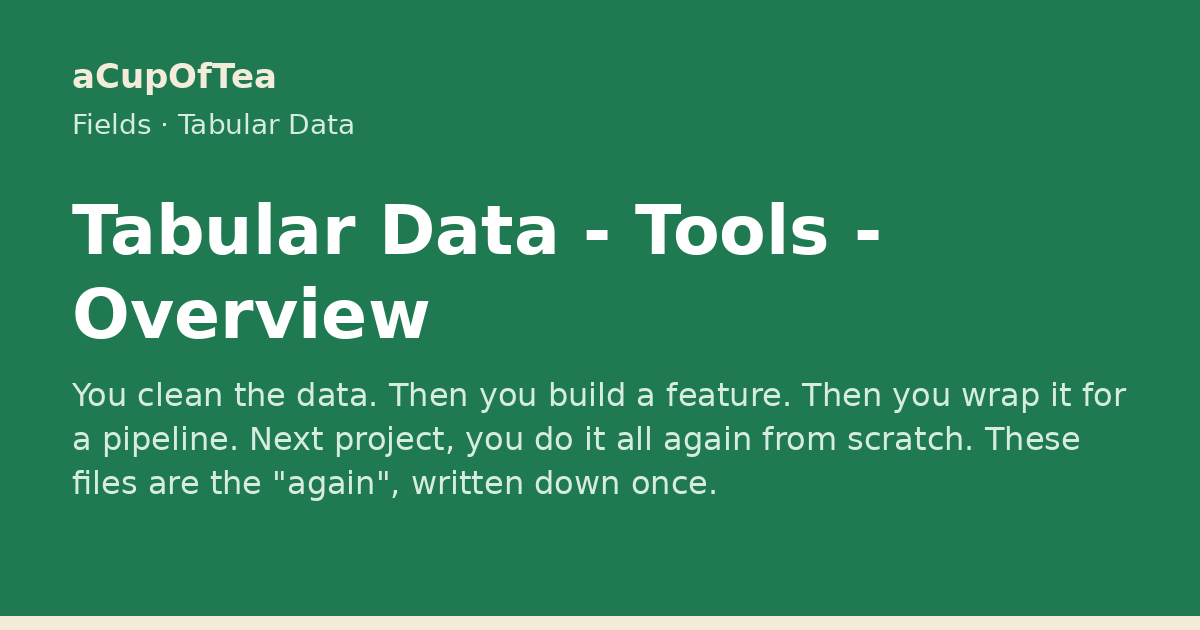 aCupOfTea
Fields · Tabular Data
Tabular Data - Tools -
Overview
You clean the data. Then you build a feature. Then you wrap it for
a pipeline. Next project, you do it all again from scratch. These
files are the "again", written down once.